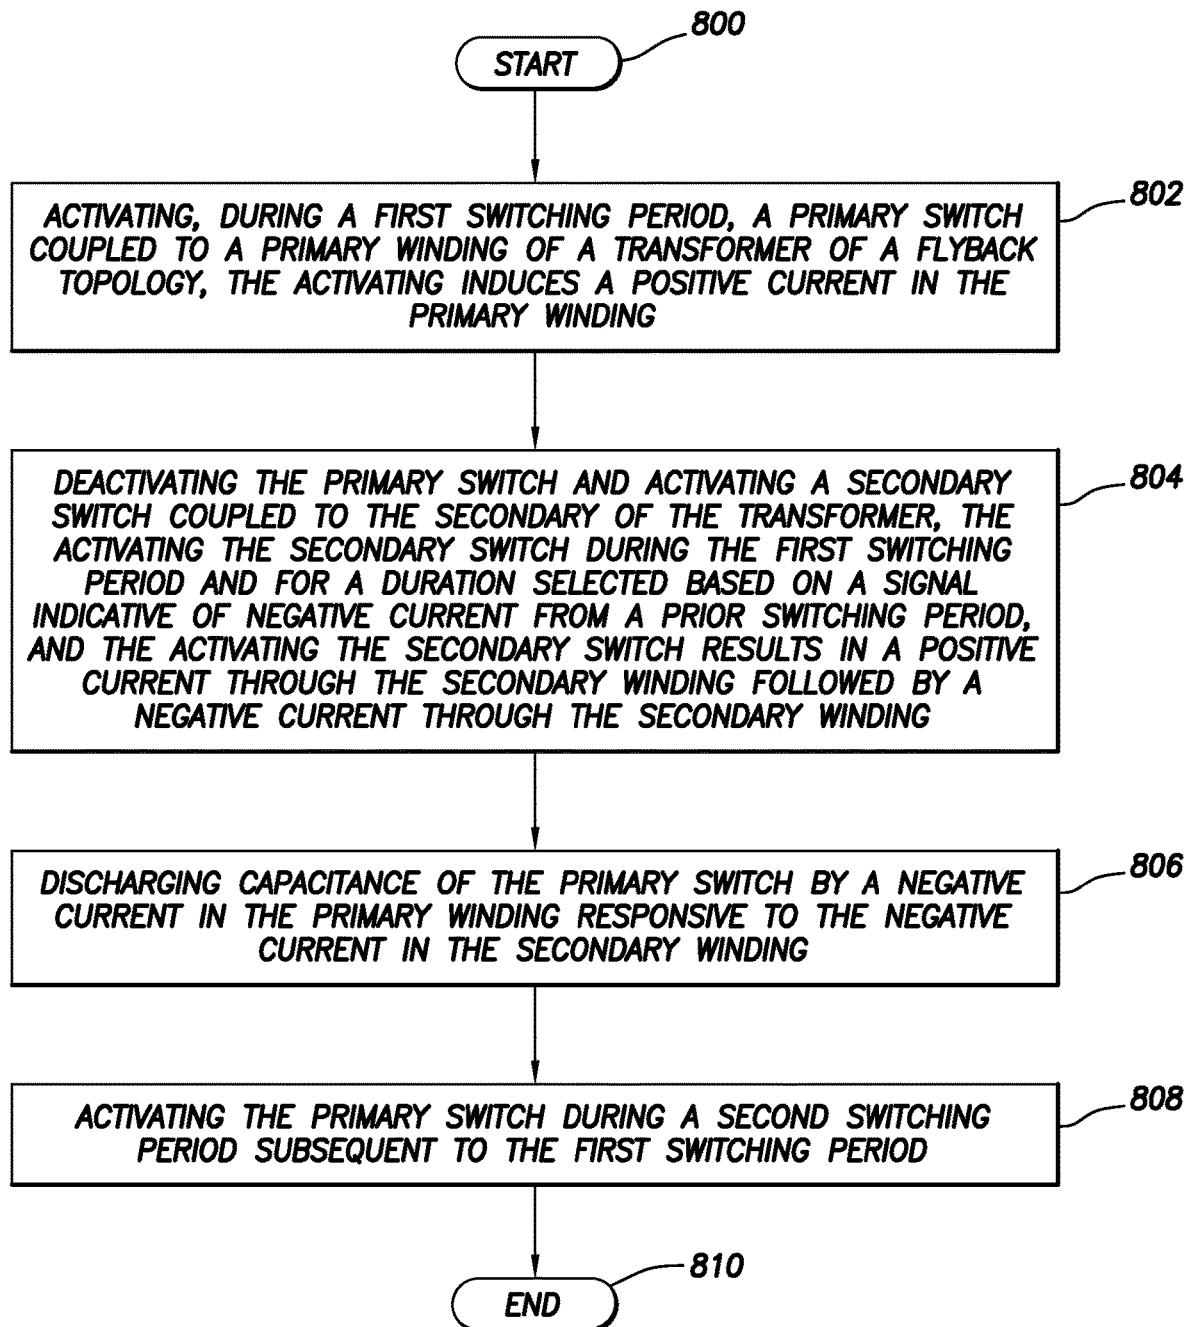 800
START
802
ACTIVATING, DURING A FIRST SWITCHING PERIOD, A PRIMARY SWITCH
COUPLED TO A PRIMARY WINDING OF A TRANSFORMER OF A FLYBACK
TOPOLOGY, THE ACTIVATING INDUCES A POSITIVE CURRENT IN THE
PRIMARY WINDING
804
DEACTIVATING THE PRIMARY SWITCH AND ACTIVATING A SECONDARY
SWITCH COUPLED TO THE SECONDARY OF THE TRANSFORMER, THE
ACTIVATING THE SECONDARY SWITCH DURING THE FIRST SWITCHING
PERIOD AND FOR A DURATION SELECTED BASED ON A SIGNAL
INDICATIVE OF NEGATIVE CURRENT FROM A PRIOR SWITCHING PERIOD,
AND THE ACTIVATING THE SECONDARY SWITCH RESULTS IN A POSITIVE
CURRENT THROUGH THE SECONDARY WINDING FOLLOWED BY A
NEGATIVE CURRENT THROUGH THE SECONDARY WINDING
806
DISCHARGING CAPACITANCE OF THE PRIMARY SWITCH BY A NEGATIVE
CURRENT IN THE PRIMARY WINDING RESPONSIVE TO THE NEGATIVE
CURRENT IN THE SECONDARY WINDING
808
ACTIVATING THE PRIMARY SWITCH DURING A SECOND SWITCHING
PERIOD SUBSEQUENT TO THE FIRST SWITCHING PERIOD
810
END